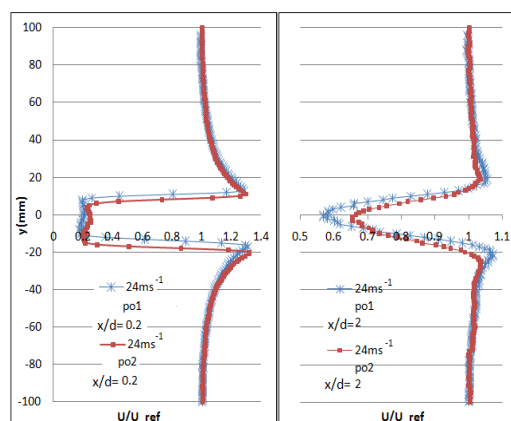 100
80
60
40
20
0
-20
-40
-60
-80
-100
y(mm)
0 0.2 0.4 0.6 0.8 1 1.2 1.4
24ms⁻¹
po1
x/d= 0.2
24ms⁻¹
po2
x/d= 0.2
U/U_ref
0.5 0.6 0.7 0.8 0.9 1 1.1
24ms⁻¹
po1
x/d= 2
24ms⁻¹
po2
x/d= 2
U/U_ref